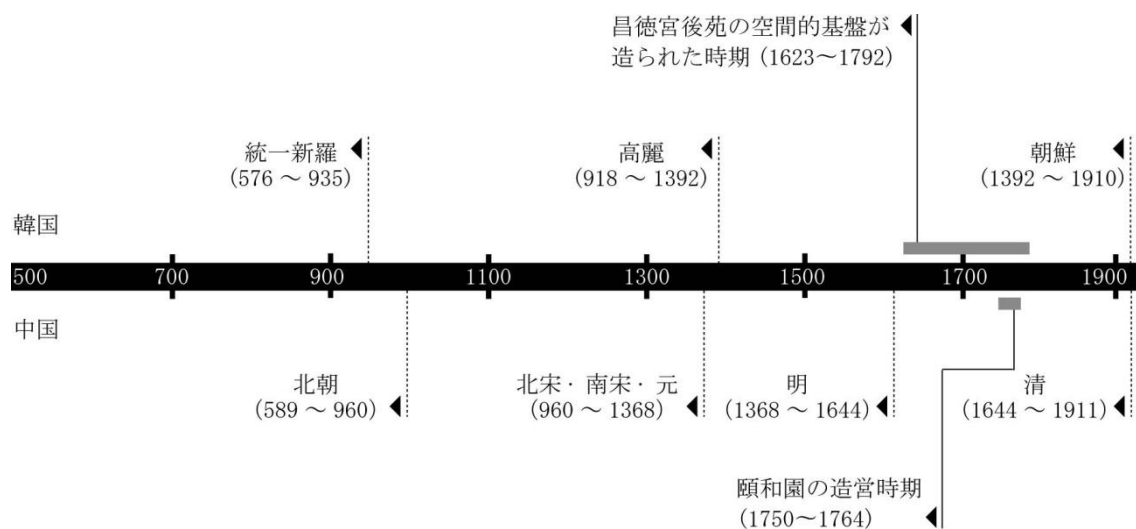 昌徳宮後苑の空間的基盤が
造られた時期 (1623～1792)
統一新羅
(576 ～ 935)
高麗
(918 ～ 1392)
朝鮮
(1392 ～ 1910)
韓国
500 700 900 1100 1300 1500 1700 1900
中国
北朝
(589 ～ 960)
北宋・南宋・元
(960 ～ 1368)
明
(1368 ～ 1644)
清
(1644 ～ 1911)
頤和園の造営時期
(1750～1764)